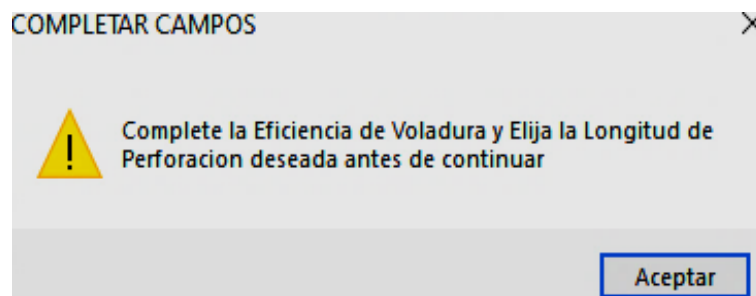 COMPLETAR CAMPOS
Complete la Eficiencia de Voladura y Elija la Longitud de
Perforacion deseada antes de continuar
Aceptar